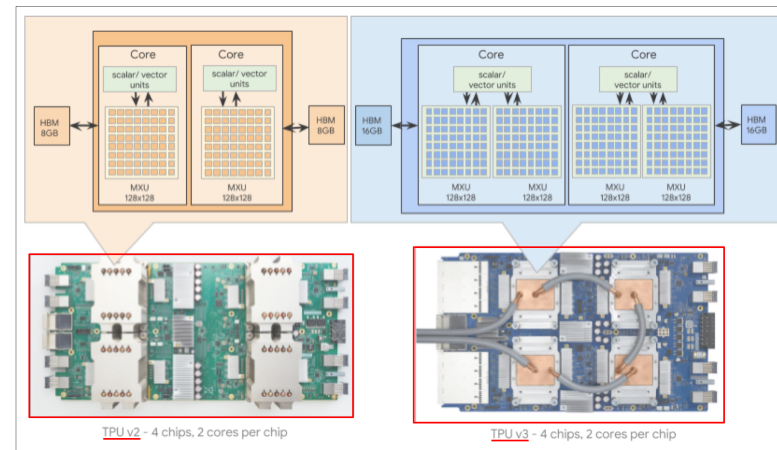 Core
Core
scalar/ vector
units
scalar/ vector
units
HBM
8GB
HBM
8GB
MXU
128x128
MXU
128x128
Core
Core
scalar/
vector units
scalar/
vector units
HBM
16GB
HBM
16GB
MXU
128x128
MXU
128x128
MXU
128x128
MXU
128x128
TPU v2 - 4 chips, 2 cores per chip
TPU v3 - 4 chips, 2 cores per chip